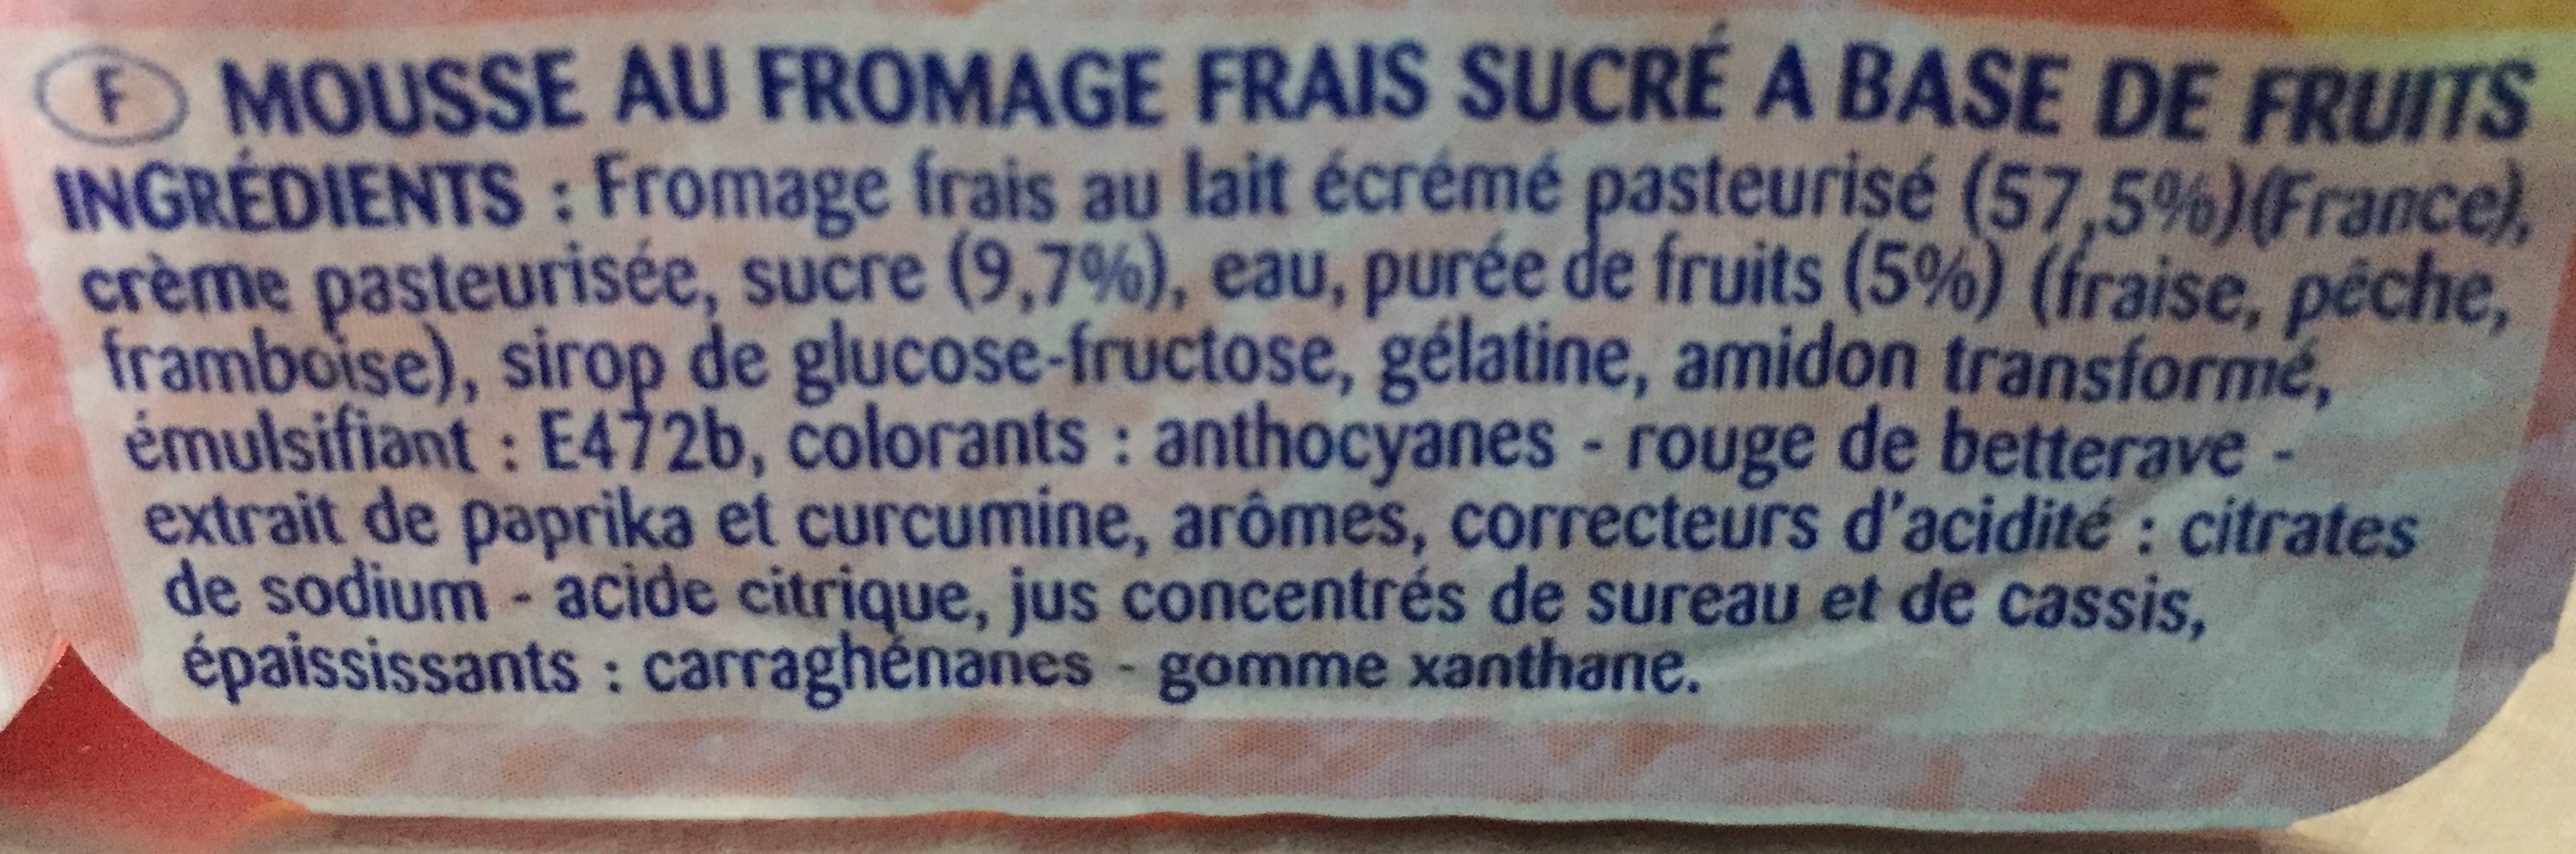 F MOUSSE AU FROMAGE FRAIS SUCRÉ A BASE DE FRUITS
INGRÉDIENTS : Fromage frais au lait écrémé pasteurisé (57,5%)(France),
crème pasteurisée, sucre (9,7%), eau, purée de fruits (5%) (fraise, pêche,
framboise), sirop de glucose-fructose, gélatine, amidon transformé,
émulsifiant : E472b, colorants : anthocyanes - rouge de betterave -
extrait de paprika et curcumine, arômes, correcteurs d'acidité : citrates
de sodium - acide citrique, jus concentrés de sureau et de cassis,
épaississants : carraghénanes - gomme xanthane.